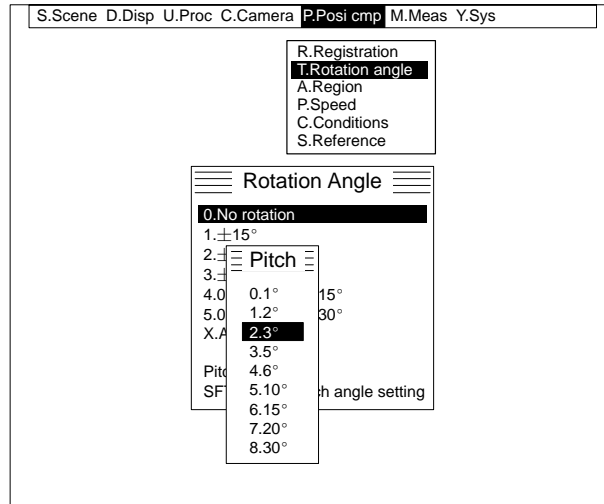 S.Scene D.Disp U.Proc C.Camera P.Posi cmp M.Meas Y.Sys
R.Registration
T.Rotation angle
A.Region
P.Speed
C.Conditions
S.Reference
Rotation Angle
0.No rotation
1.±15°
2.±
3.±
4.0 15°
5.0 30°
X.A
Pitc
SFT h angle setting
Pitch
0.1°
1.2°
2.3°
3.5°
4.6°
5.10°
6.15°
7.20°
8.30°